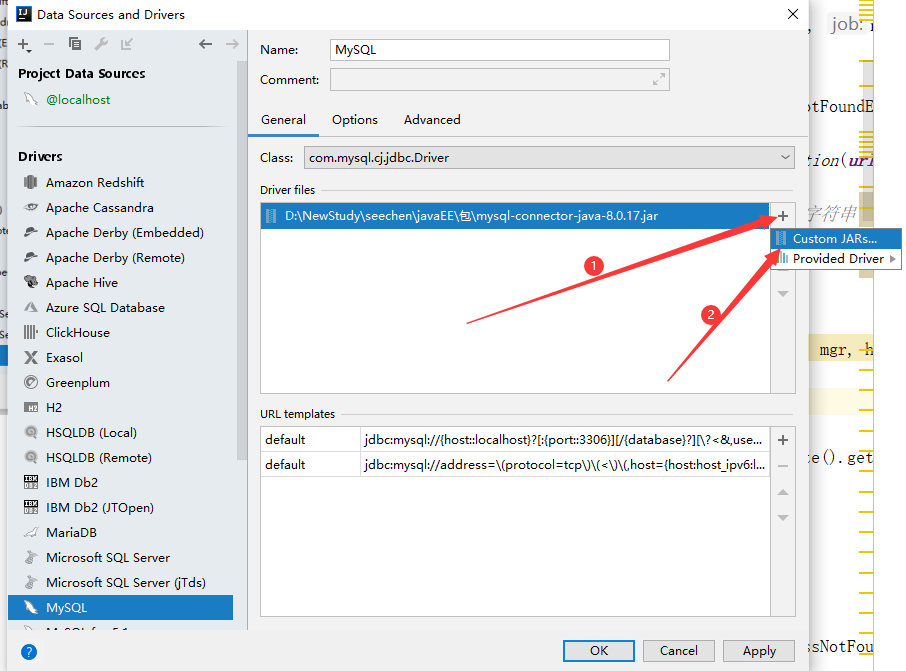 Data Sources and Drivers
Project Data Sources
@localhost
Drivers
Amazon Redshift
Apache Cassandra
Apache Derby (Embedded)
Apache Derby (Remote)
Apache Hive
Azure SQL Database
ClickHouse
Exasol
Greenplum
H2
HSQLDB (Local)
HSQLDB (Remote)
IBM Db2
IBM Db2 (JTOpen)
MariaDB
Microsoft SQL Server
Microsoft SQL Server (jTds)
MySQL
Name: MySQL
Comment:
General Options Advanced
Class: com.mysql.cj.jdbc.Driver
Driver files
D:\NewStudy\seechen\javaEE\包\mysql-connector-java-8.0.17.jar
Custom JARs...
Provided Driver
1
2
URL templates
default jdbc:mysql://{host::localhost}?[:{port::3306}][/{database}?][\?<&,use...
default jdbc:mysql://address=\(protocol=tcp\)\(<\)\(,host={host:host_ipv6:l...
OK Cancel Apply
job:
otFoundE
tion(url
字符串
mgr, h
e().get
ssNotFou